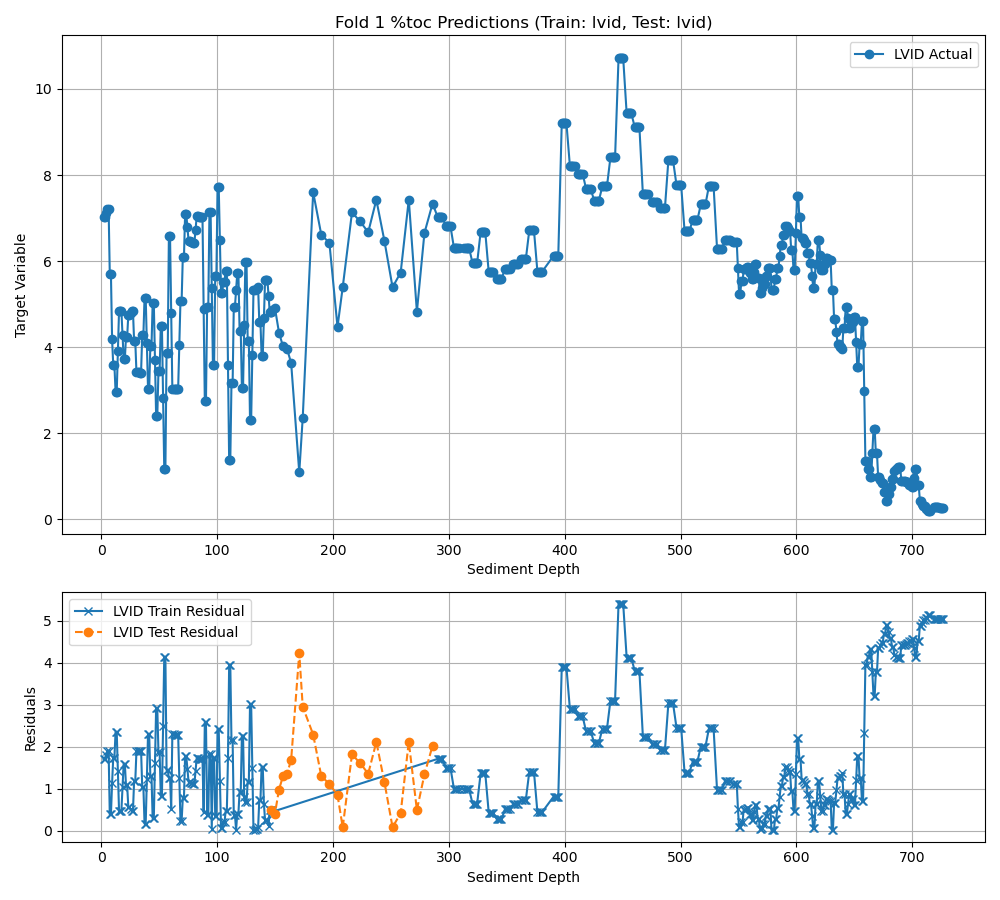 Fold 1 %toc Predictions (Train: lvid, Test: lvid)
LVID Actual
Target Variable
10
8
6
4
2
0
0 100 200 300 400 500 600 700
Sediment Depth
LVID Train Residual
LVID Test Residual
Residuals
5
4
3
2
1
0
0 100 200 300 400 500 600 700
Sediment Depth